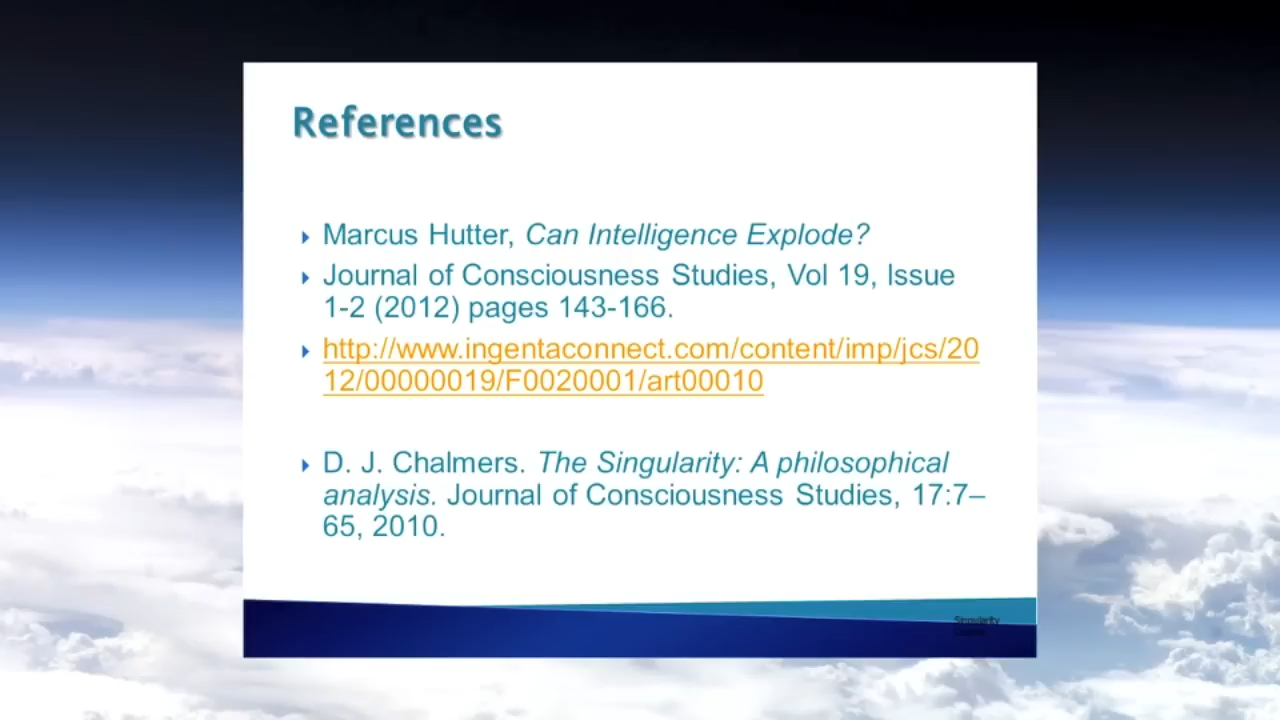 References
Marcus Hutter, Can Intelligence Explode?
Journal of Consciousness Studies, Vol 19, Issue
1-2 (2012) pages 143-166.
http://www.ingentaconnect.com/content/imp/jcs/20
12/00000019/F0020001/art00010
D. J. Chalmers. The Singularity: A philosophical
analysis. Journal of Consciousness Studies, 17:7–
65, 2010.
Singularity